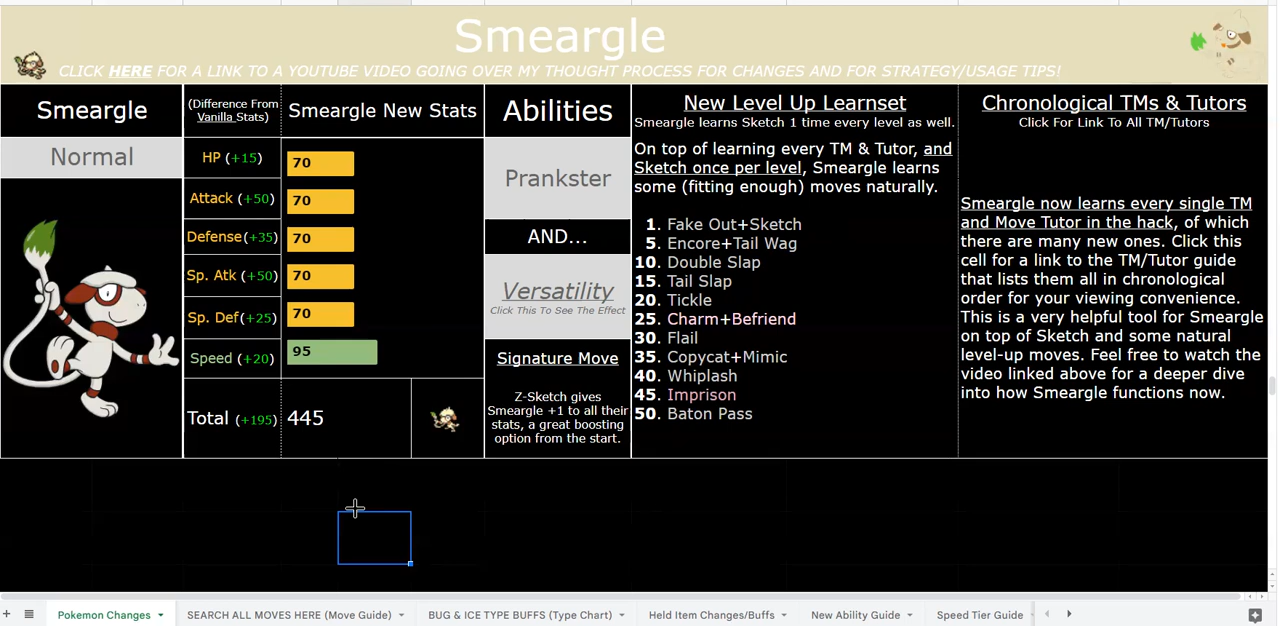 Smeargle
CLICK HERE FOR A LINK TO A YOUTUBE VIDEO GOING OVER MY THOUGHT PROCESS FOR CHANGES AND FOR STRATEGY/USAGE TIPS!
Smeargle
Normal
(Difference From
Vanilla Stats)
Smeargle New Stats
HP (+15)
70
Attack (+50)
70
Defense(+35)
70
Sp. Atk (+50)
70
Sp. Def(+25)
70
Speed (+20)
95
Total (+195)
445
Abilities
Prankster
AND...
Versatility
Click This To See The Effect
Signature Move
Z-Sketch gives
Smeargle +1 to all their
stats, a great boosting
option from the start.
New Level Up Learnset
Smeargle learns Sketch 1 time every level as well.
On top of learning every TM & Tutor, and
Sketch once per level, Smeargle learns
some (fitting enough) moves naturally.
1. Fake Out+Sketch
5. Encore+Tail Wag
10. Double Slap
15. Tail Slap
20. Tickle
25. Charm+Befriend
30. Flail
35. Copycat+Mimic
40. Whiplash
45. Imprison
50. Baton Pass
Chronological TMs & Tutors
Click For Link To All TM/Tutors
Smeargle now learns every single TM
and Move Tutor in the hack, of which
there are many new ones. Click this
cell for a link to the TM/Tutor guide
that lists them all in chronological
order for your viewing convenience.
This is a very helpful tool for Smeargle
on top of Sketch and some natural
level-up moves. Feel free to watch the
video linked above for a deeper dive
into how Smeargle functions now.
Pokemon Changes
SEARCH ALL MOVES HERE (Move Guide)
BUG & ICE TYPE BUFFS (Type Chart)
Held Item Changes/Buffs
New Ability Guide
Speed Tier Guide